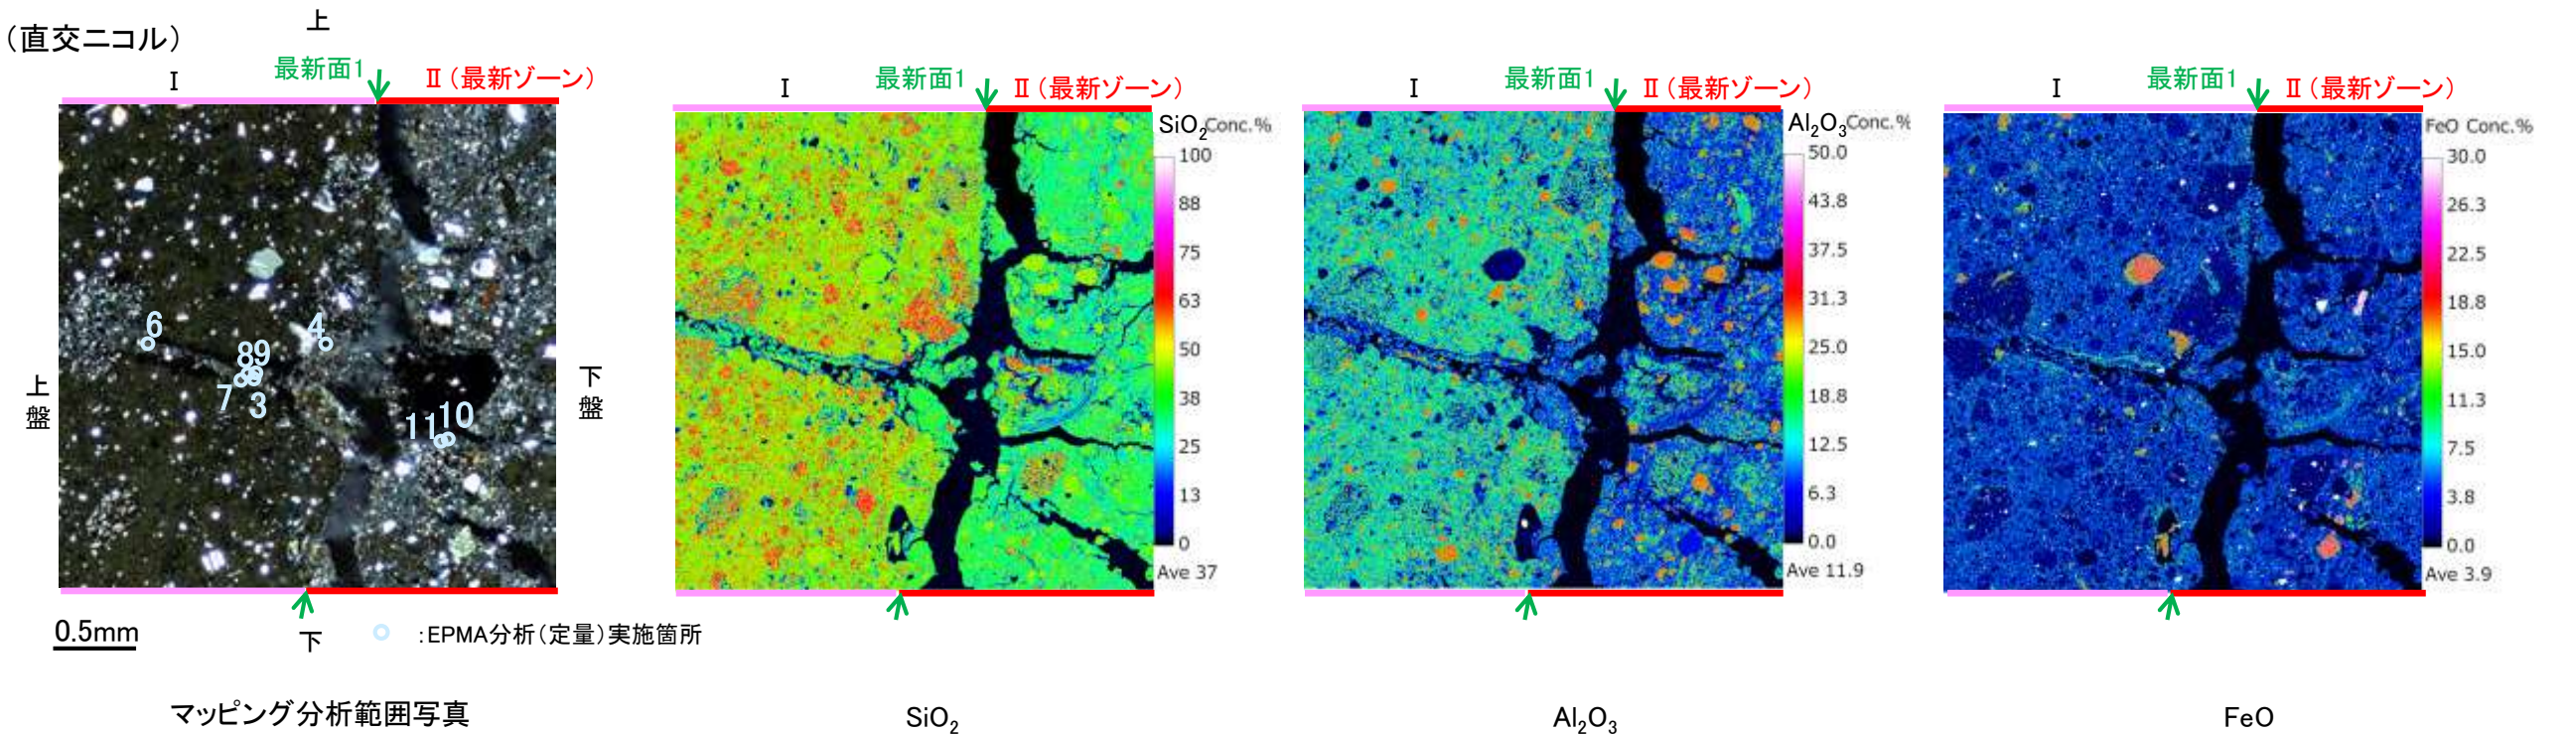 （直交ニコル）
上
Ⅰ
最新面1
Ⅱ（最新ゾーン）
上盤
下盤
6
4
89
7
3
1110
0.5mm
下
：EPMA分析（定量）実施箇所
マッピング分析範囲写真
Ⅰ
最新面1
Ⅱ（最新ゾーン）
SiO₂ Conc.%
100
88
75
63
50
38
25
13
0
Ave 37
SiO₂
Ⅰ
最新面1
Ⅱ（最新ゾーン）
Al₂O₃ Conc.%
50.0
43.8
37.5
31.3
25.0
18.8
12.5
6.3
0.0
Ave 11.9
Al₂O₃
Ⅰ
最新面1
Ⅱ（最新ゾーン）
FeO Conc.%
30.0
26.3
22.5
18.8
15.0
11.3
7.5
3.8
0.0
Ave 3.9
FeO